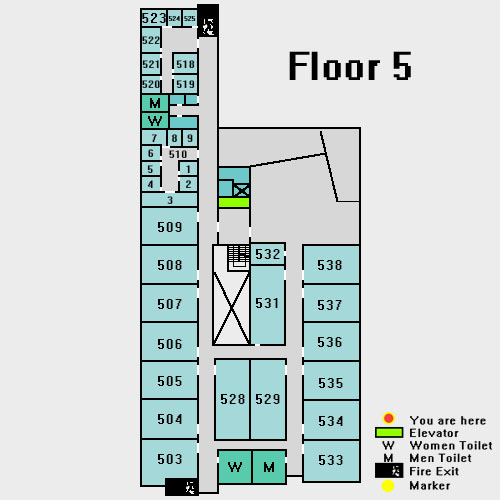 523 524 525
522
Floor 5
521 518
520 519
M
W
7 8 9
6 510
5 1
4 2
3
509
532
508 538
507 531 537
506 536
505 535
528 529
504 534
You are here
Elevator
W Women Toilet
503 533
W M
M Men Toilet
Fire Exit
Marker